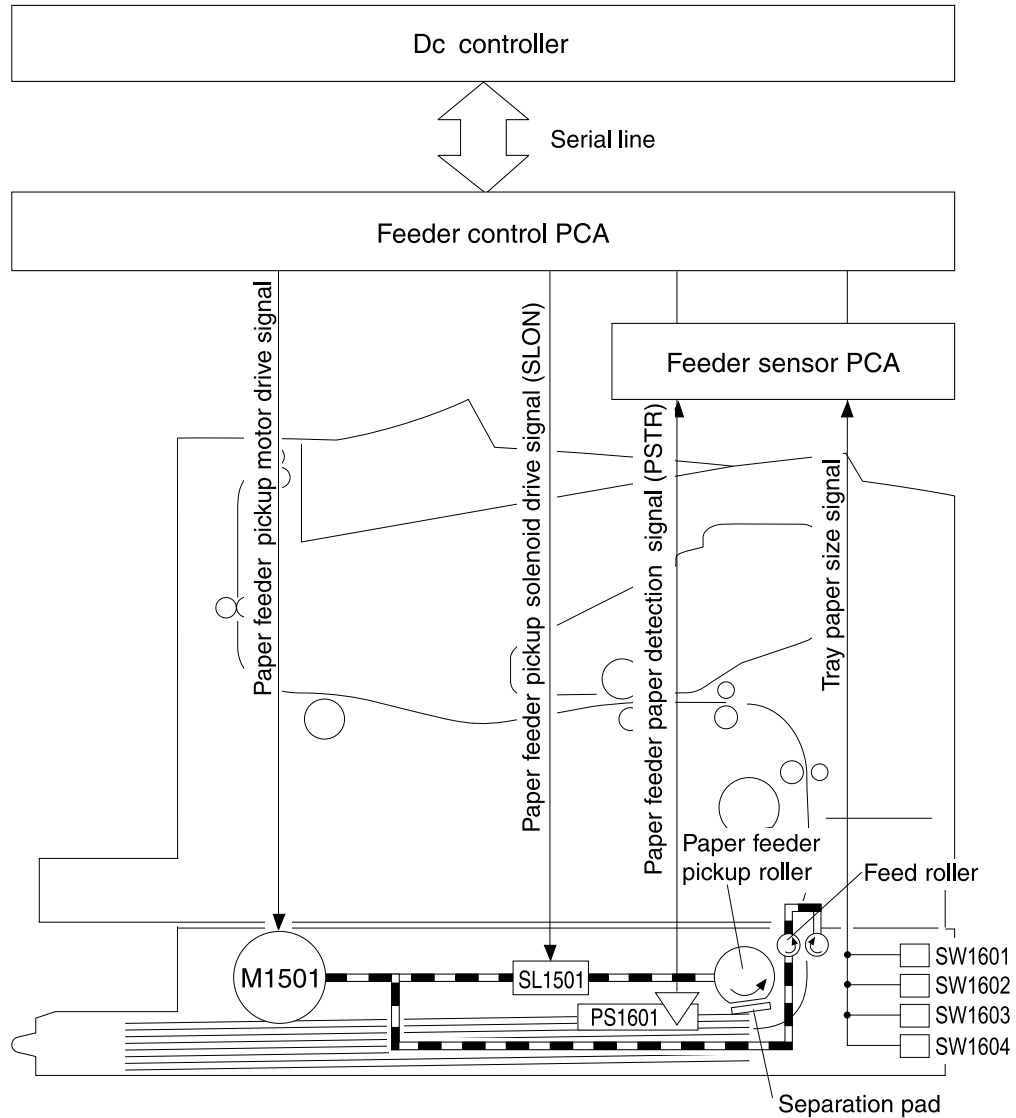 Dc controller
Serial line
Feeder control PCA
Paper feeder pickup motor drive signal
Paper feeder pickup solenoid drive signal (SLON)
Paper feeder paper detection signal (PSTR)
Feeder sensor PCA
Tray paper size signal
Paper feeder
pickup roller
Feed roller
M1501
SL1501
PS1601
SW1601
SW1602
SW1603
SW1604
Separation pad